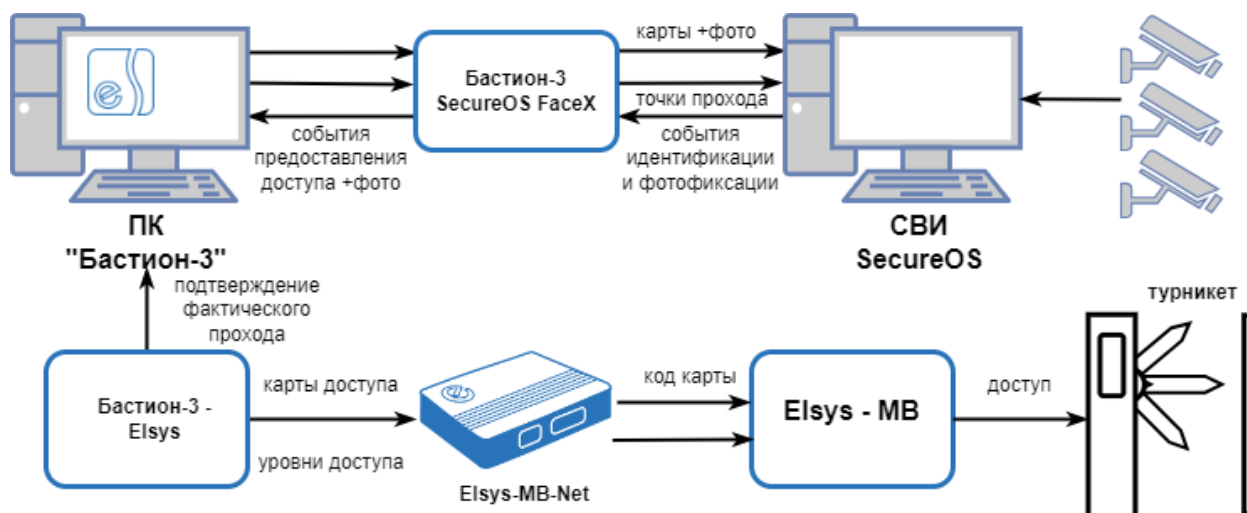 карты +фото
Бастион-3
SecureOS FaceX
точки прохода
события
предоставления
доступа +фото
события
идентификации
и фотофиксации
ПК
"Бастион-3"
СВИ
SecureOS
подтверждение
фактического
прохода
турникет
Бастион-3 -
Elsys
карты доступа
уровни доступа
Elsys-MB-Net
код карты
Elsys - MB
доступ